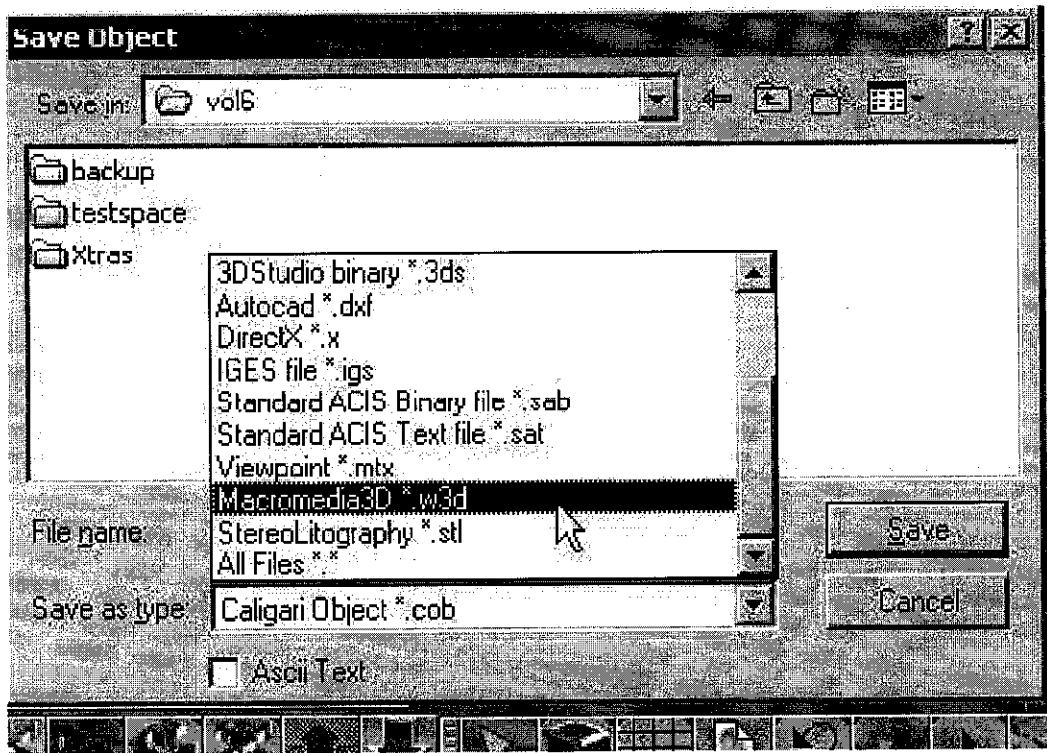 Save Object
Save in: vol6
backup
testspace
Xtras
3DStudio binary *.3ds
Autocad *.dxf
DirectX *.x
IGES file *.igs
Standard ACIS Binary file *.sab
Standard ACIS Text file *.sat
Viewpoint *.mtx
Macromedia3D *.w3d
StereoLitography *.stl
All Files *.*
File name:
Save
Save as type: Caligari Object *.cob
Cancel
Ascii Text